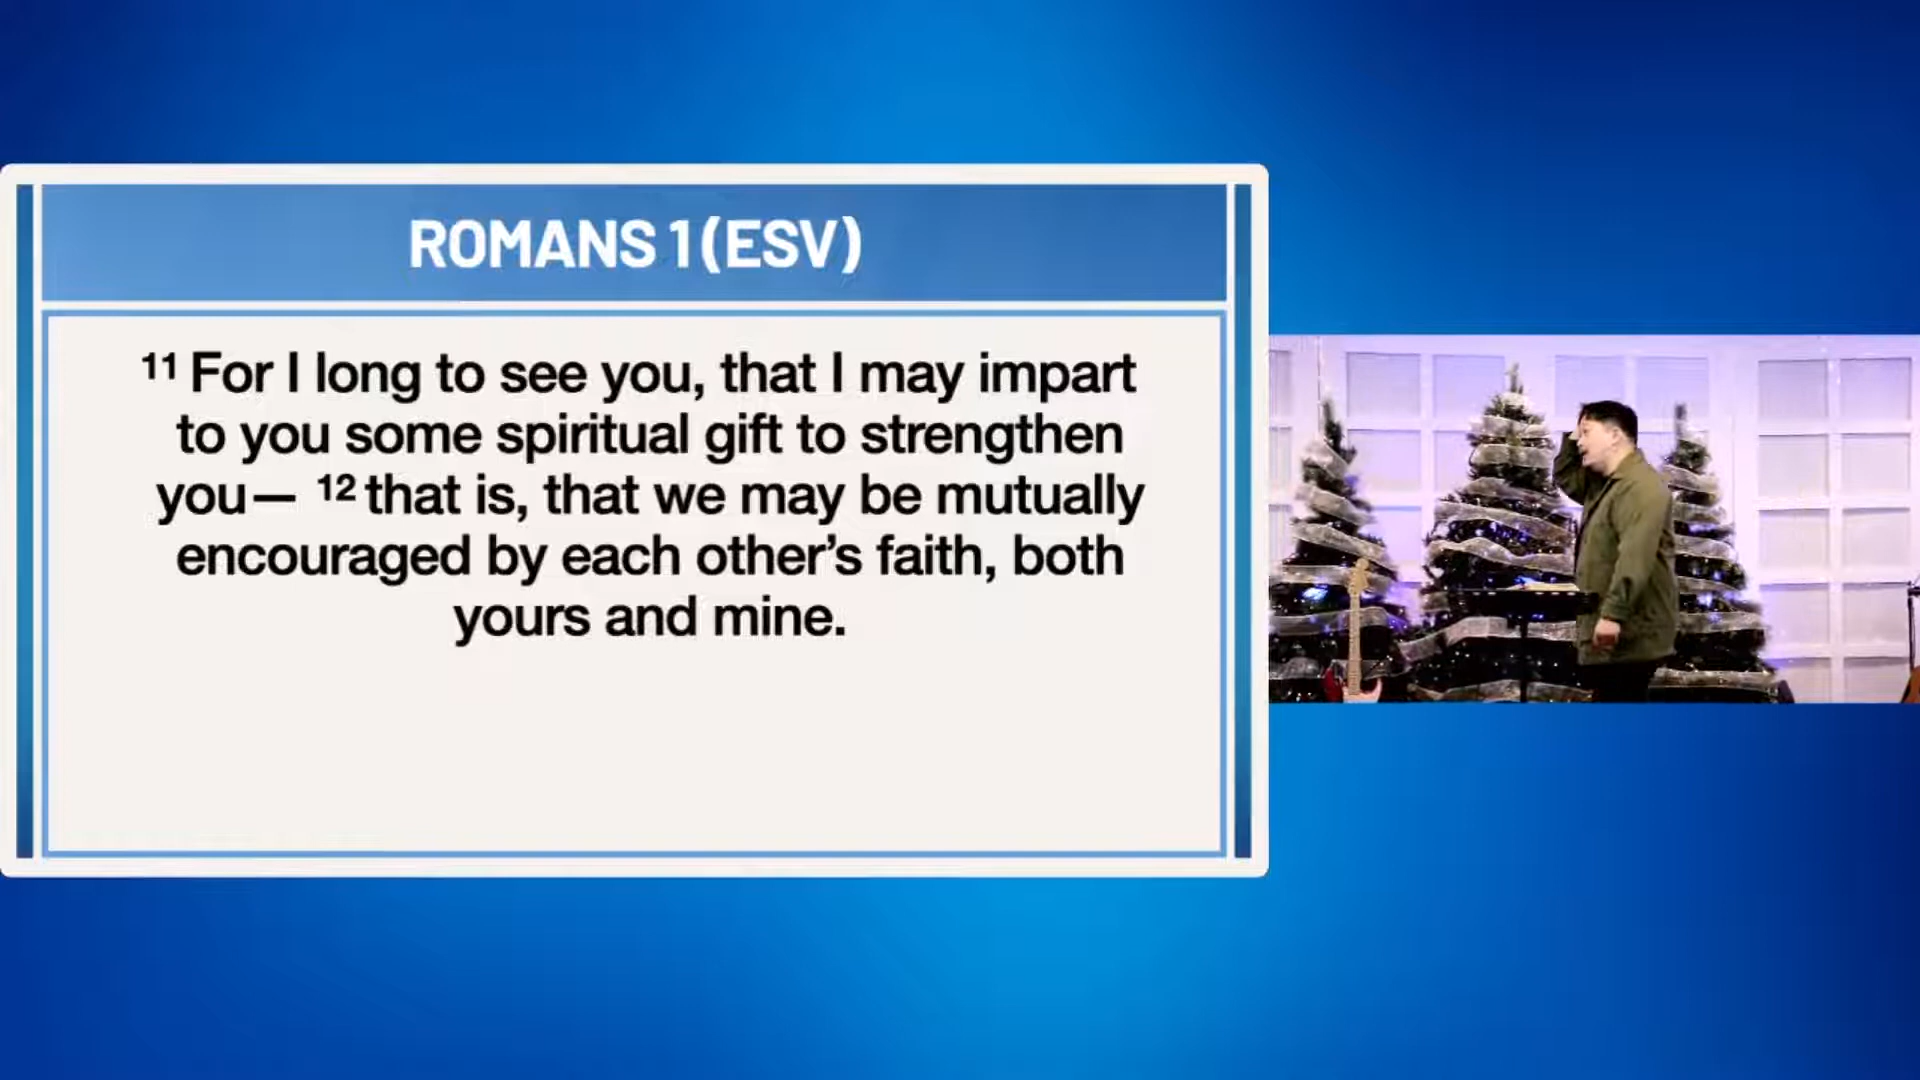 ROMANS 1 (ESV)
¹¹ For I long to see you, that I may impart
to you some spiritual gift to strengthen
you— ¹² that is, that we may be mutually
encouraged by each other’s faith, both
yours and mine.